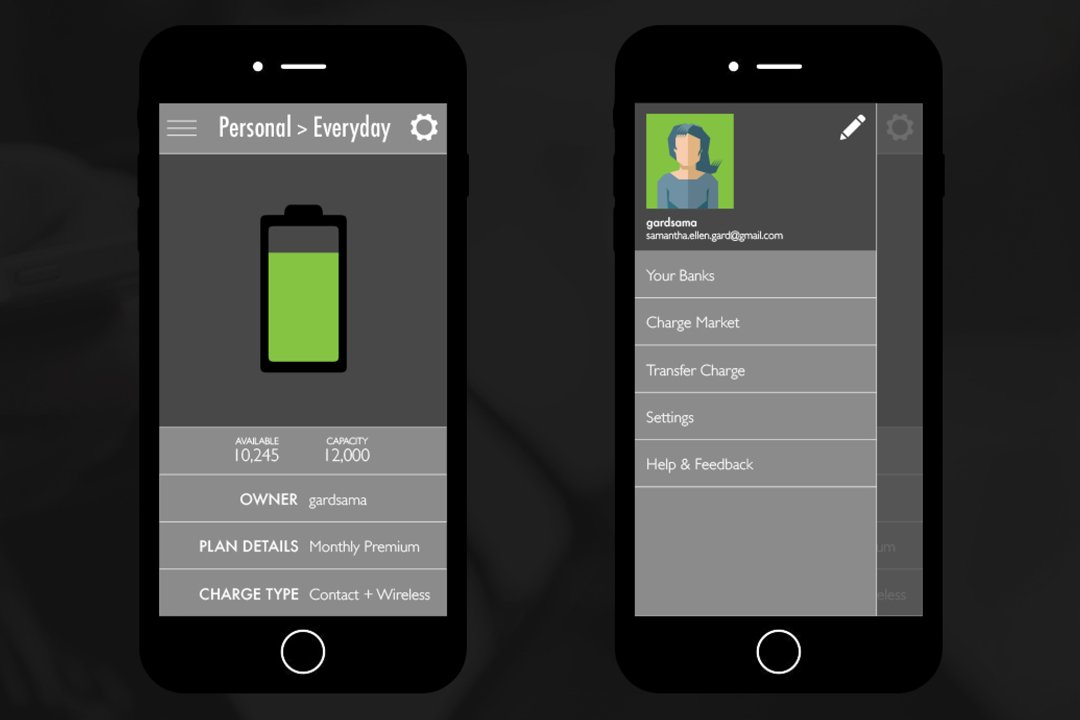 Personal > Everyday
AVAILABLE CAPACITY
10,245 12,000
OWNER gardsama
PLAN DETAILS Monthly Premium
CHARGE TYPE Contact + Wireless
gardsama
samantha.ellen.gard@gmail.com
Your Banks
Charge Market
Transfer Charge
Settings
Help & Feedback
um
eless